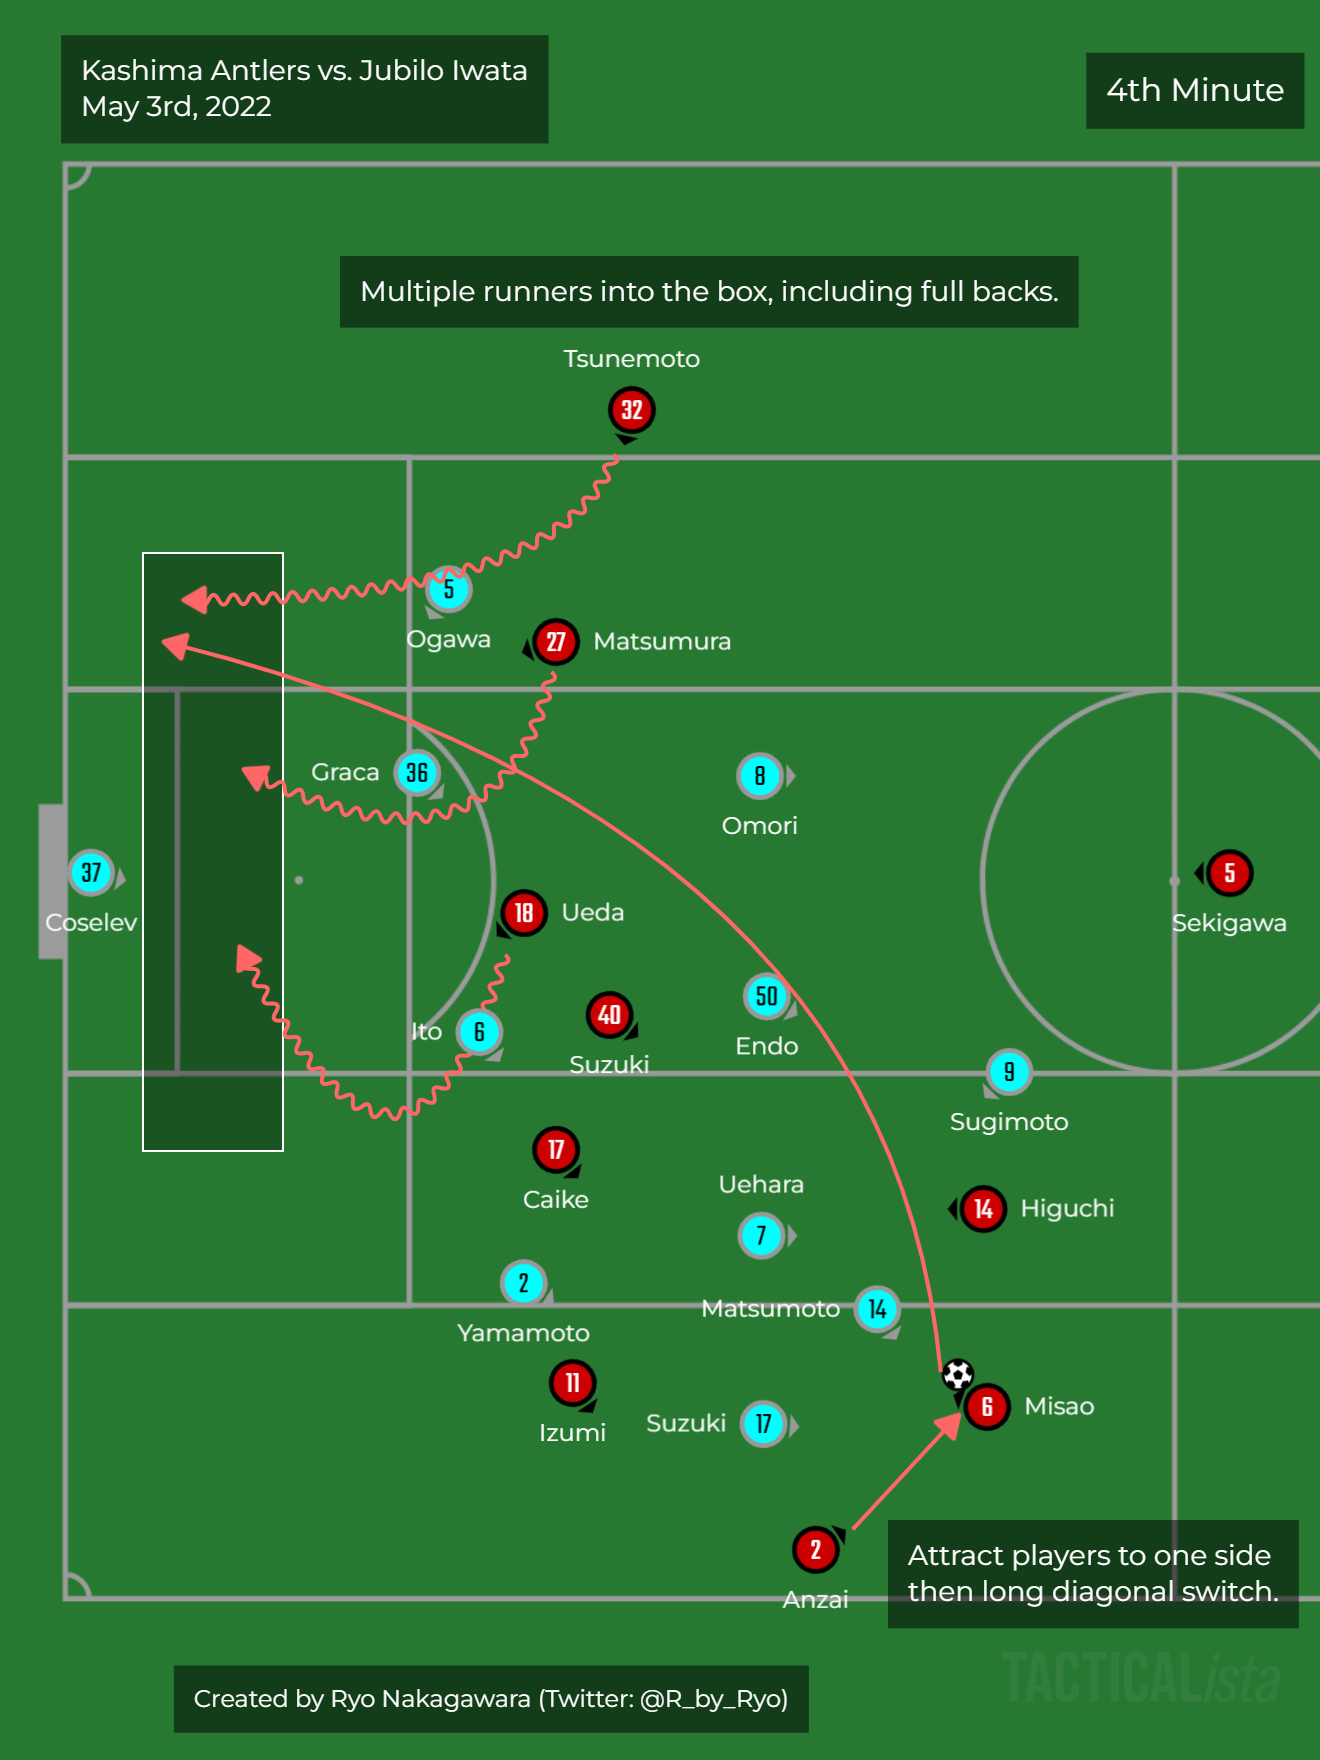 Kashima Antlers vs. Jubilo Iwata
May 3rd, 2022
4th Minute
Multiple runners into the box, including full backs.
Tsunemoto
32
5
Ogawa
27 Matsumura
Graca 36
8
Omori
37
Coselev
18 Ueda
5
Sekigawa
Ito 6
40
Suzuki
50
Endo
9
Sugimoto
17
Caike
Uehara
7
14 Higuchi
2
Yamamoto
Matsumoto 14
11
Izumi
Suzuki 17
6 Misao
2
Anzai
Attract players to one side
then long diagonal switch.
TACTICALista
Created by Ryo Nakagawara (Twitter: @R_by_Ryo)